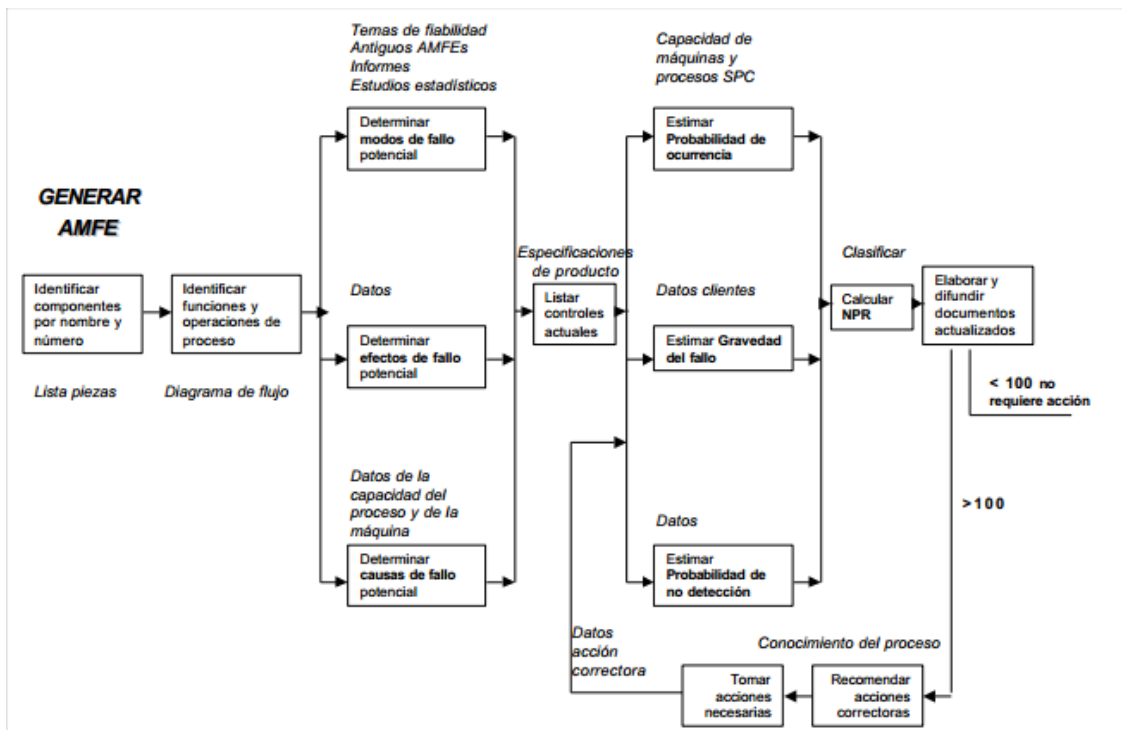 Temas de fiabilidad
Antiguos AMFEs
Informes
Estudios estadísticos
Capacidad de
máquinas y
procesos SPC
Determinar
modos de fallo
potencial
Estimar
Probabilidad de
ocurrencia
GENERAR
AMFE
Identificar
componentes
por nombre y
número
Lista piezas
Identificar
funciones y
operaciones de
proceso
Diagrama de flujo
Datos
Determinar
efectos de fallo
potencial
Especificaciones
de producto
Listar
controles
actuales
Datos clientes
Estimar Gravedad
del fallo
Clasificar
Calcular
NPR
Elaborar y
difundir
documentos
actualizados
< 100 no
requiere acción
>100
Datos de la
capacidad del
proceso y de la
máquina
Determinar
causas de fallo
potencial
Datos
Estimar
Probabilidad de
no detección
Datos
acción
correctora
Conocimiento del proceso
Tomar
acciones
necesarias
Recomendar
acciones
correctoras